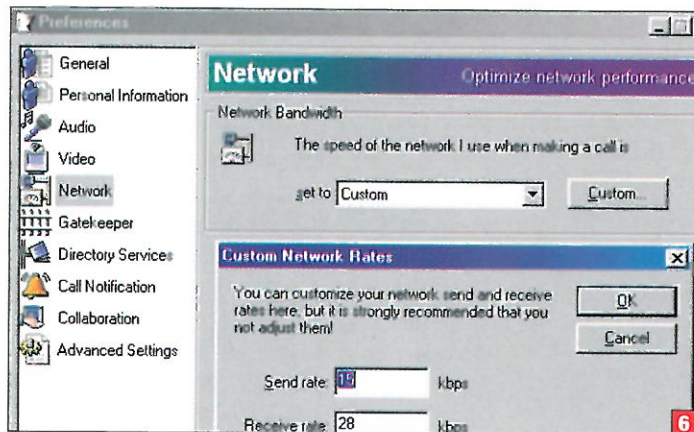 Preferences
General
Personal Information
Audio
Video
Network
Gatekeeper
Directory Services
Call Notification
Collaboration
Advanced Settings
Network Optimize network performance
Network Bandwidth
The speed of the network I use when making a call is
set to Custom Custom...
Custom Network Rates
You can customize your network send and receive
rates here, but it is strongly recommended that you
not adjust them!
OK
Cancel
Send rate: 15 kbps
Receive rate: 28 kbps
6